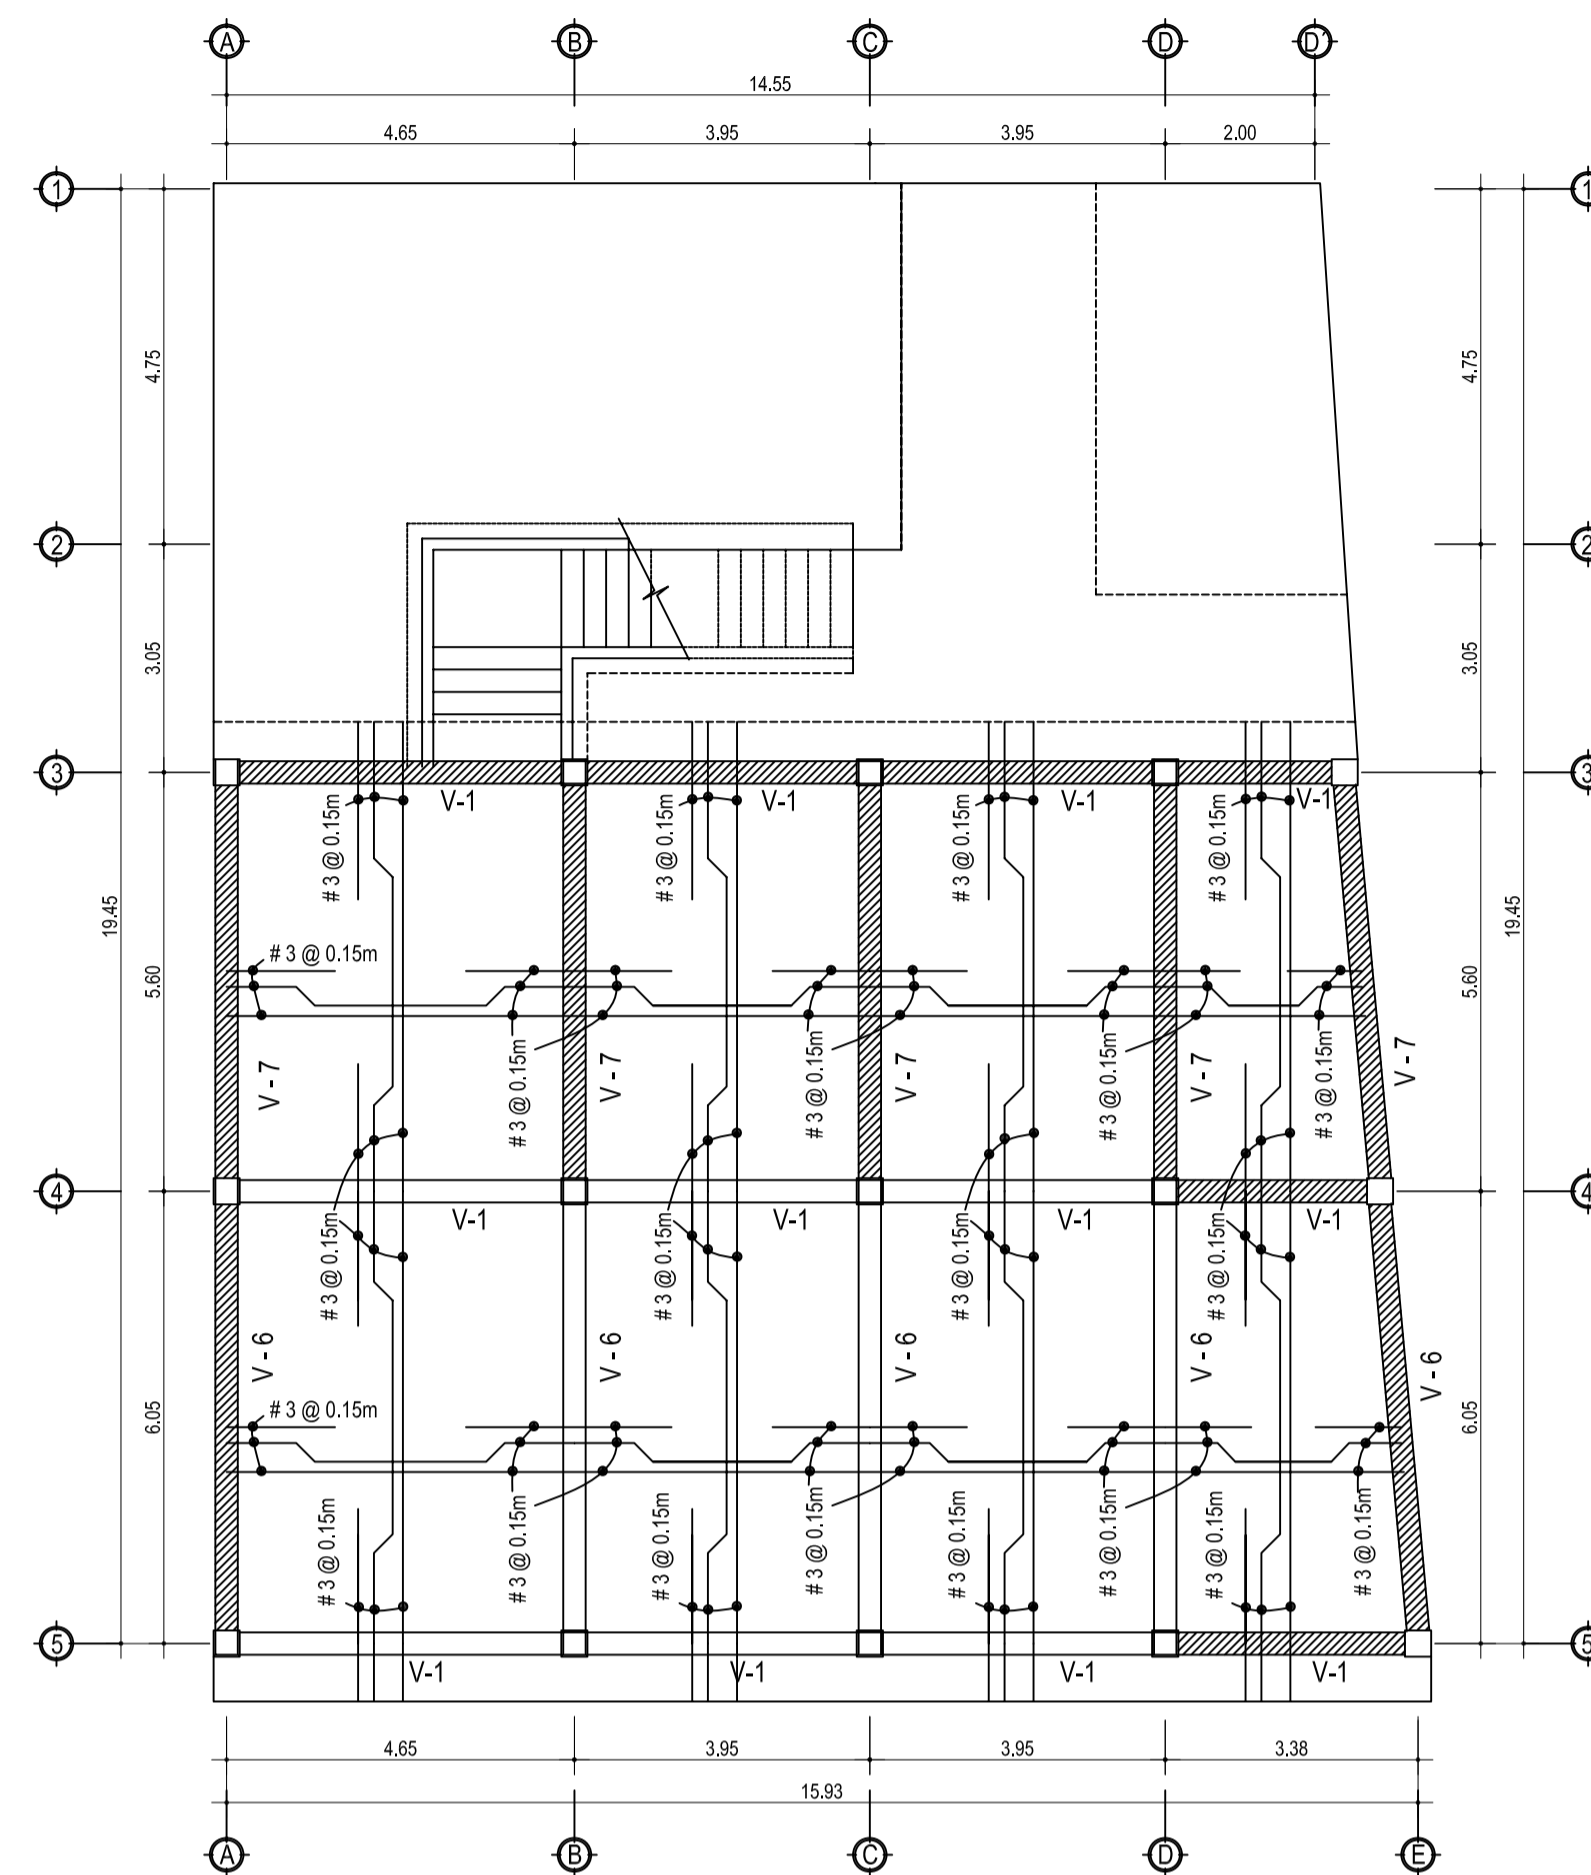 A B C D D'
14.55
4.65 3.95 3.95 2.00
1 1
4.75 4.75
2 2
3.05 3.05
3 3
V-1 V-1 V-1 V-1
# 3 @ 0.15m # 3 @ 0.15m # 3 @ 0.15m # 3 @ 0.15m
19.45 19.45
# 3 @ 0.15m
5.60 5.60
# 3 @ 0.15m # 3 @ 0.15m # 3 @ 0.15m # 3 @ 0.15m
V - 7 V - 7 V - 7 V - 7 V - 7
4 4
V-1 V-1 V-1 V-1
# 3 @ 0.15m # 3 @ 0.15m # 3 @ 0.15m # 3 @ 0.15m
V - 6 V - 6 V - 6 V - 6 V - 6
# 3 @ 0.15m
6.05 6.05
# 3 @ 0.15m # 3 @ 0.15m # 3 @ 0.15m # 3 @ 0.15m # 3 @ 0.15m # 3 @ 0.15m # 3 @ 0.15m # 3 @ 0.15m
5 5
V-1 V-1 V-1 V-1
4.65 3.95 3.95 3.38
15.93
A B C D E